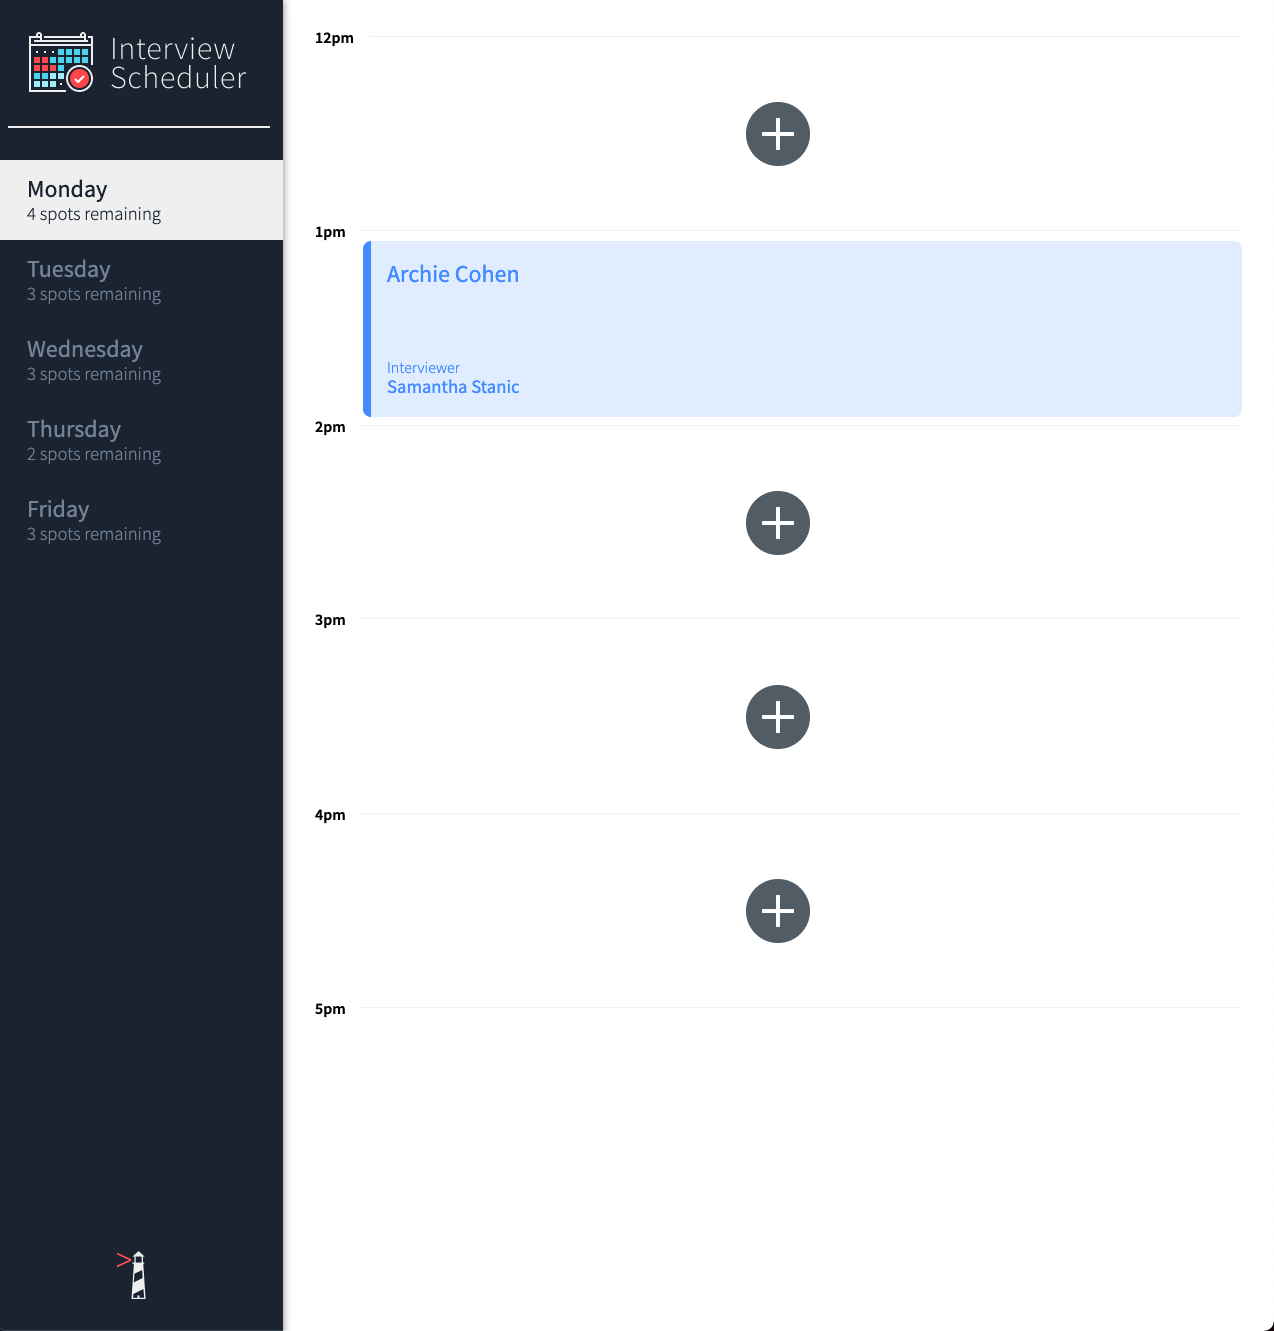 Interview
Scheduler
Monday
4 spots remaining
Tuesday
3 spots remaining
Wednesday
3 spots remaining
Thursday
2 spots remaining
Friday
3 spots remaining
12pm
1pm
Archie Cohen
Interviewer
Samantha Stanic
2pm
3pm
4pm
5pm